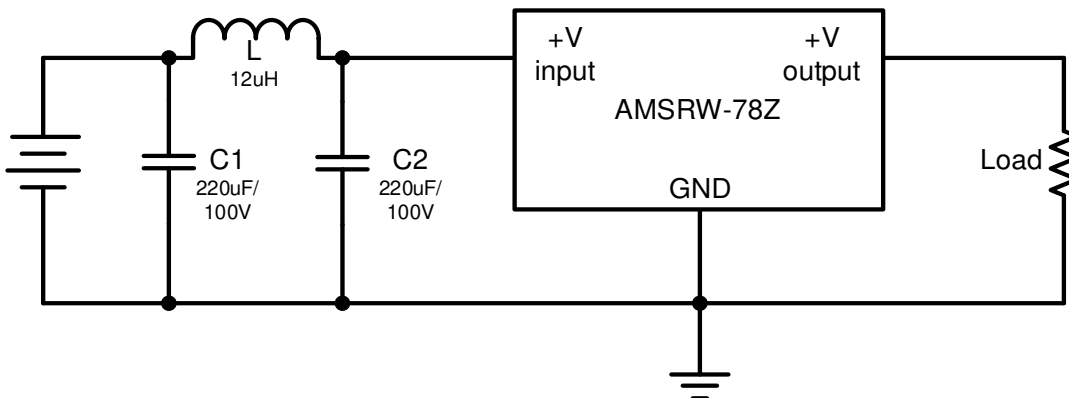 L
12uH
+V
input
+V
output
AMSRW-78Z
GND
C1
220uF/
100V
C2
220uF/
100V
Load